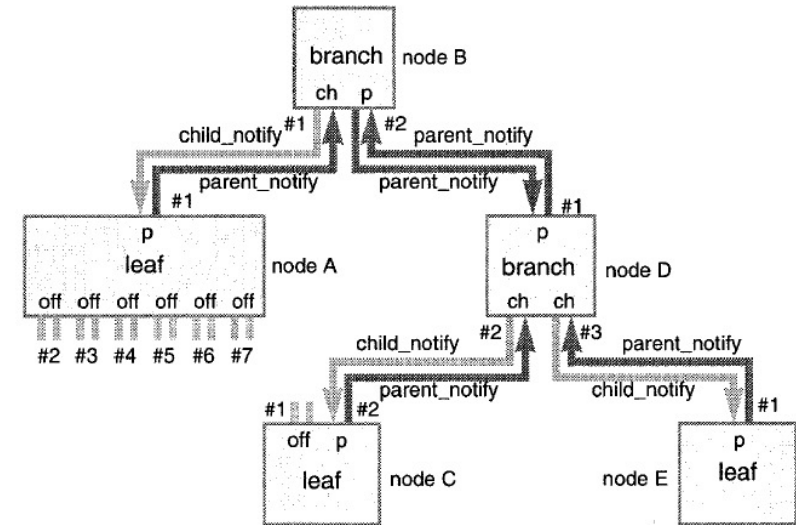 branch node B
ch p
#1 #2
child_notify parent_notify
parent_notify parent_notify
#1 #1
p p
leaf node A branch node D
off off off off off off ch ch
#2 #3 #4 #5 #6 #7 #2 #3
child_notify parent_notify
parent_notify child_notify
#1 #2 #1
off p p
leaf node C node E leaf